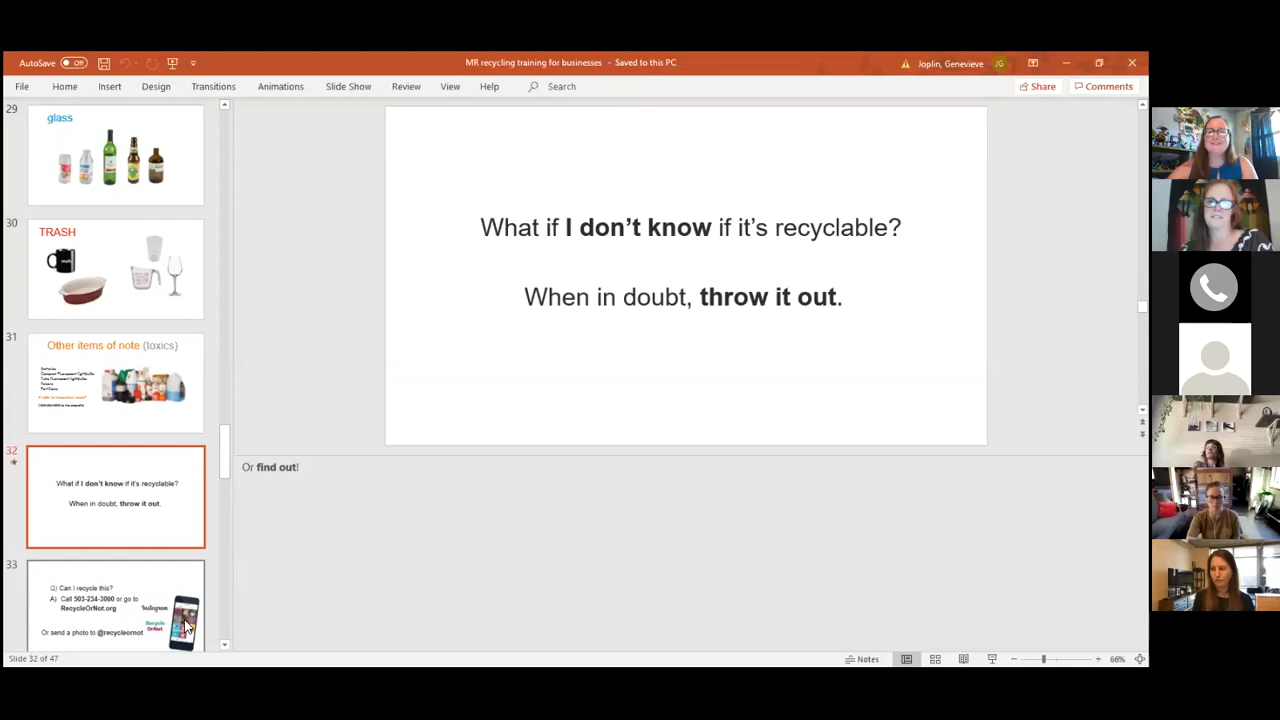 AutoSave Off
MR recycling training for businesses - Saved to this PC
Joplin, Genevieve JG
File Home Insert Design Transitions Animations Slide Show Review View Help Search
Share Comments
29
glass
30
TRASH
31
Other items of note (toxics)
32
What if I don't know if it's recyclable?
When in doubt, throw it out.
33
Q) Can I recycle this?
A) Call 503-234-3000 or go to
RecycleOrNot.org
Instagram
Recycle
OrNot
Or send a photo to @recycleornot
What if I don't know if it's recyclable?
When in doubt, throw it out.
Or find out!
Slide 32 of 47
Notes
66%